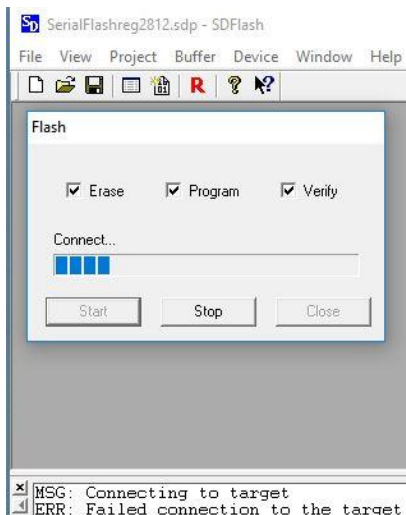 SD SerialFlashreg2812.sdp - SDFlash
File View Project Buffer Device Window Help
R ? ?
Flash
Erase Program Verify
Connect...
Start Stop Close
MSG: Connecting to target
ERR: Failed connection to the target